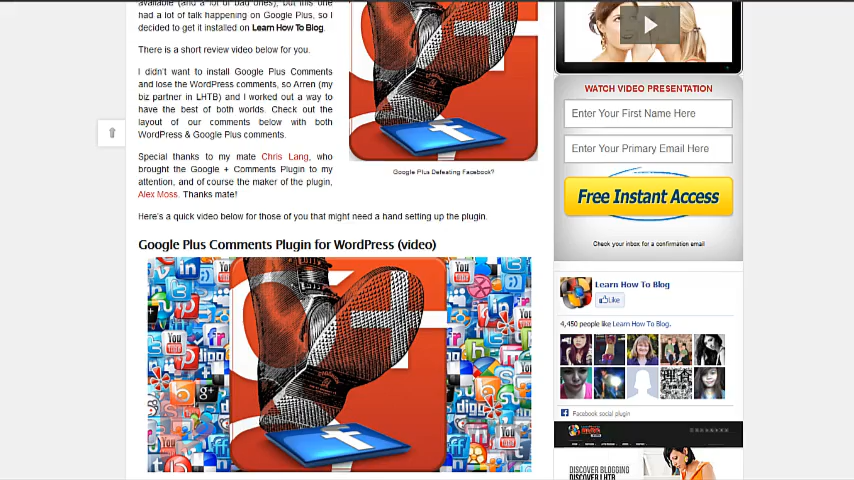 available (and a lot of bad ones), but this one
had a lot of talk happening on Google Plus, so I
decided to get it installed on Learn How To Blog.
There is a short review video below for you.
I didn't want to install Google Plus Comments
and lose the WordPress comments, so Arren (my
biz partner in LHTB) and I worked out a way to
have the best of both worlds. Check out the
layout of our comments below with both
WordPress & Google Plus comments.
Special thanks to my mate Chris Lang, who
brought the Google + Comments Plugin to my
attention, and of course the maker of the plugin,
Alex Moss. Thanks mate!
Google Plus Defeating Facebook?
Here's a quick video below for those of you that might need a hand setting up the plugin.
Google Plus Comments Plugin for WordPress (video)
WATCH VIDEO PRESENTATION
Enter Your First Name Here
Enter Your Primary Email Here
Free Instant Access
Check your inbox for a confirmation email
Learn How To Blog
Like
4,450 people like Learn How To Blog.
Facebook social plugin
DISCOVER BLOGGING
DISCOVER LHTB